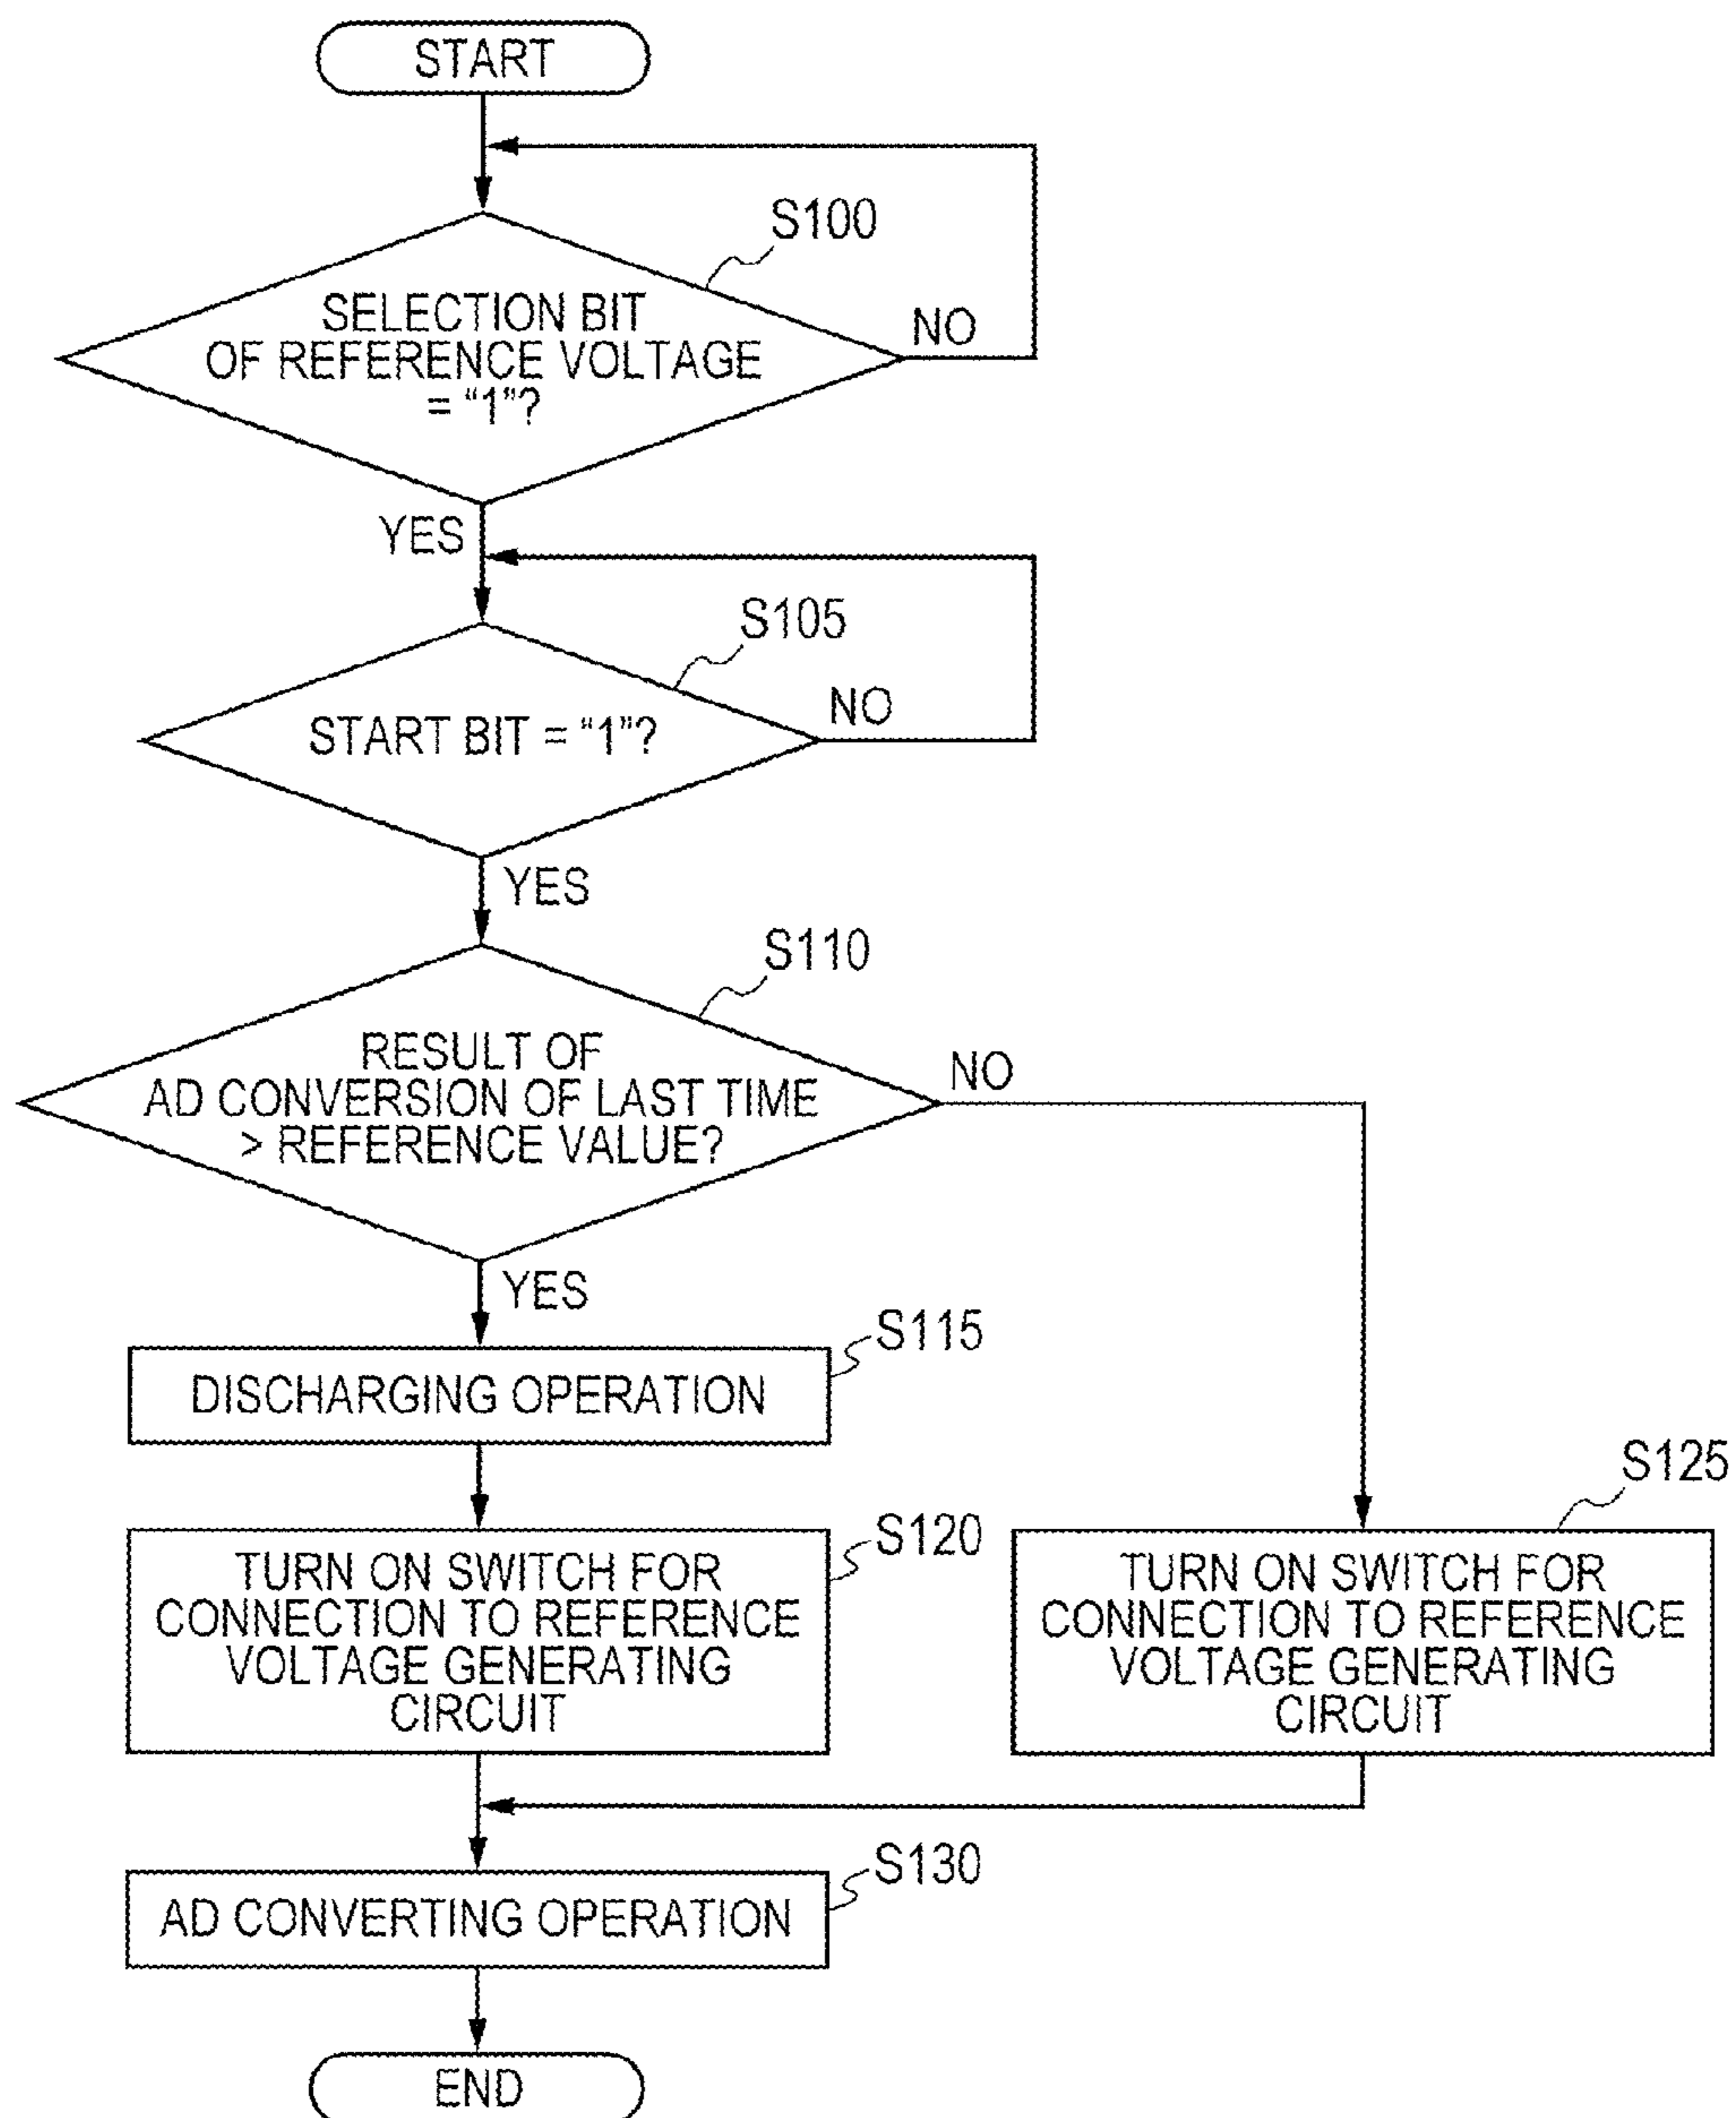 START
S100
SELECTION BIT
OF REFERENCE VOLTAGE
= “1”?
NO
YES
S105
START BIT = “1”?
NO
YES
S110
RESULT OF
AD CONVERSION OF LAST TIME
> REFERENCE VALUE?
NO
YES
S115
DISCHARGING OPERATION
S120
TURN ON SWITCH FOR
CONNECTION TO REFERENCE
VOLTAGE GENERATING
CIRCUIT
S125
TURN ON SWITCH FOR
CONNECTION TO REFERENCE
VOLTAGE GENERATING
CIRCUIT
S130
AD CONVERTING OPERATION
END